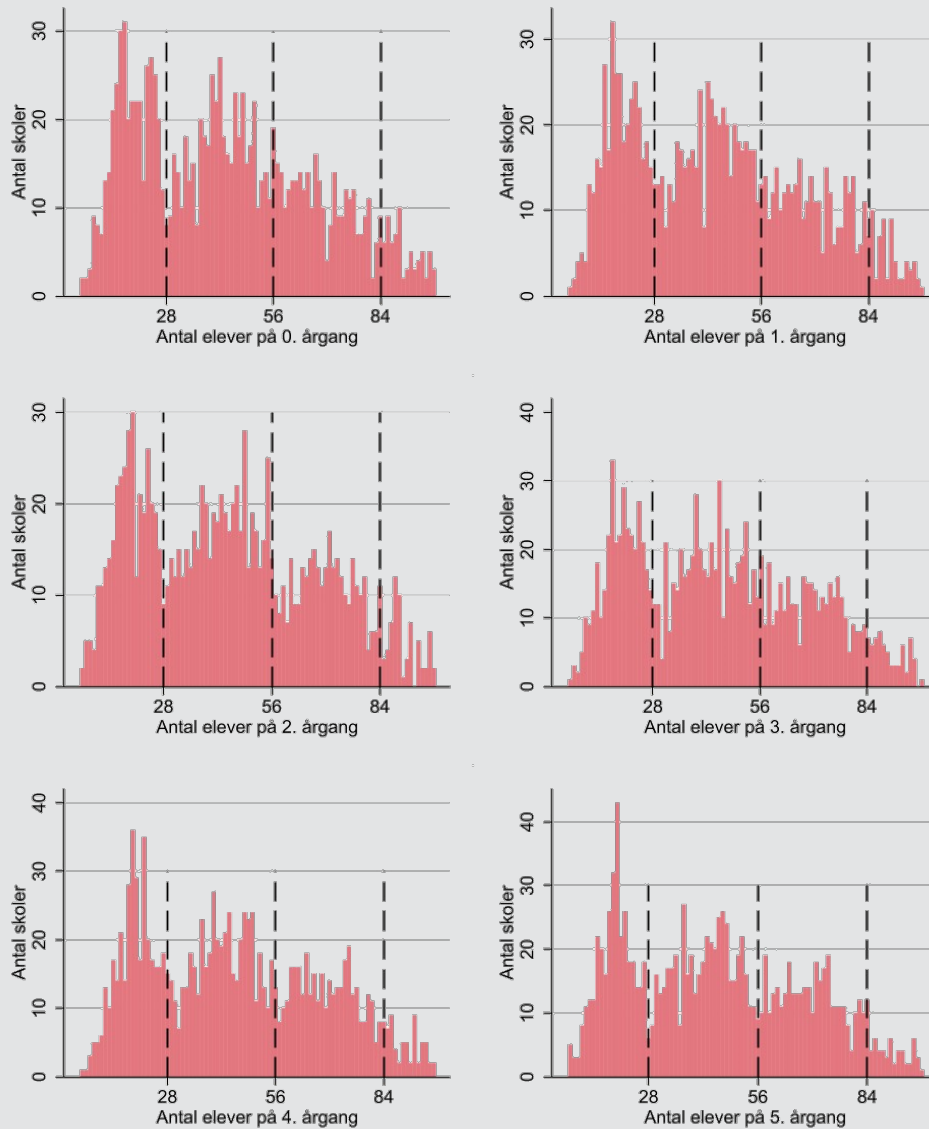 30
20
10
0
Antal skoler
28 56 84
Antal elever på 0. årgang
30
20
10
0
Antal skoler
28 56 84
Antal elever på 1. årgang
30
20
10
0
Antal skoler
28 56 84
Antal elever på 2. årgang
40
30
20
10
0
Antal skoler
28 56 84
Antal elever på 3. årgang
40
30
20
10
0
Antal skoler
28 56 84
Antal elever på 4. årgang
40
30
20
10
0
Antal skoler
28 56 84
Antal elever på 5. årgang